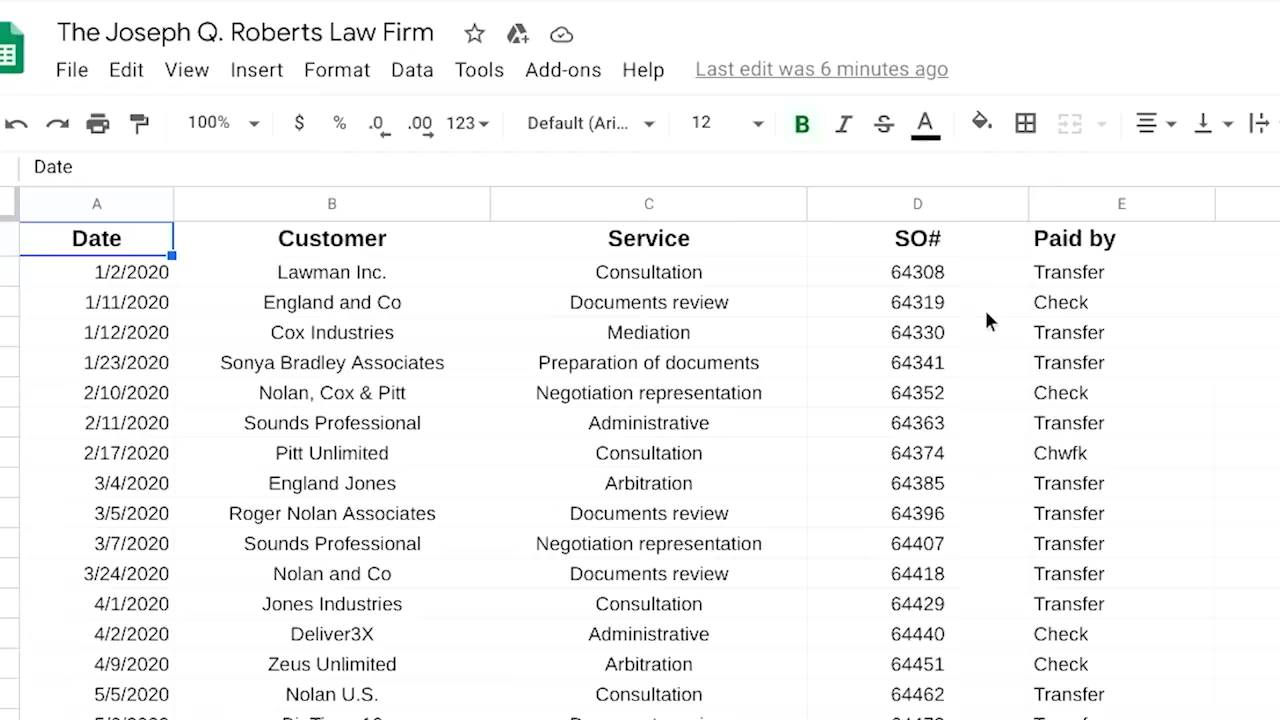 The Joseph Q. Roberts Law Firm
File Edit View Insert Format Data Tools Add-ons Help Last edit was 6 minutes ago
100% $ % .0 .00 123 Default (Ari... 12 B I S A
Date
A B C D E
Date Customer Service SO# Paid by
1/2/2020 Lawman Inc. Consultation 64308 Transfer
1/11/2020 England and Co Documents review 64319 Check
1/12/2020 Cox Industries Mediation 64330 Transfer
1/23/2020 Sonya Bradley Associates Preparation of documents 64341 Transfer
2/10/2020 Nolan, Cox & Pitt Negotiation representation 64352 Check
2/11/2020 Sounds Professional Administrative 64363 Transfer
2/17/2020 Pitt Unlimited Consultation 64374 Chwfk
3/4/2020 England Jones Arbitration 64385 Transfer
3/5/2020 Roger Nolan Associates Documents review 64396 Transfer
3/7/2020 Sounds Professional Negotiation representation 64407 Transfer
3/24/2020 Nolan and Co Documents review 64418 Transfer
4/1/2020 Jones Industries Consultation 64429 Transfer
4/2/2020 Deliver3X Administrative 64440 Check
4/9/2020 Zeus Unlimited Arbitration 64451 Check
5/5/2020 Nolan U.S. Consultation 64462 Transfer